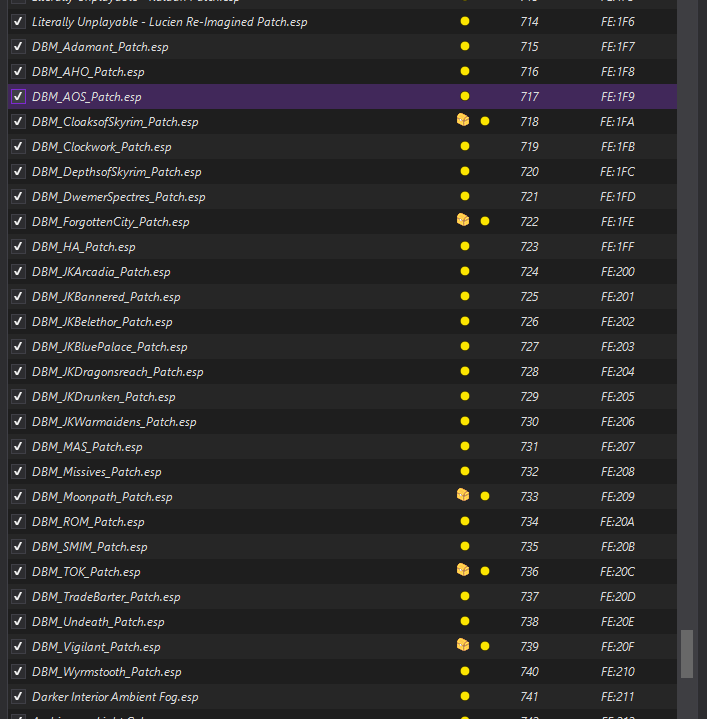 Literally Unplayable - Lucien Re-Imagined Patch.esp 714 FE:1F6
DBM_Adamant_Patch.esp 715 FE:1F7
DBM_AHO_Patch.esp 716 FE:1F8
DBM_AOS_Patch.esp 717 FE:1F9
DBM_CloaksofSkyrim_Patch.esp 718 FE:1FA
DBM_Clockwork_Patch.esp 719 FE:1FB
DBM_DepthsofSkyrim_Patch.esp 720 FE:1FC
DBM_DwemerSpectres_Patch.esp 721 FE:1FD
DBM_ForgottenCity_Patch.esp 722 FE:1FE
DBM_HA_Patch.esp 723 FE:1FF
DBM_JKArcadia_Patch.esp 724 FE:200
DBM_JKBannered_Patch.esp 725 FE:201
DBM_JKBelethor_Patch.esp 726 FE:202
DBM_JKBluePalace_Patch.esp 727 FE:203
DBM_JKDragonsreach_Patch.esp 728 FE:204
DBM_JKDrunken_Patch.esp 729 FE:205
DBM_JKWarmaidens_Patch.esp 730 FE:206
DBM_MAS_Patch.esp 731 FE:207
DBM_Missives_Patch.esp 732 FE:208
DBM_Moonpath_Patch.esp 733 FE:209
DBM_ROM_Patch.esp 734 FE:20A
DBM_SMIM_Patch.esp 735 FE:20B
DBM_TOK_Patch.esp 736 FE:20C
DBM_TradeBarter_Patch.esp 737 FE:20D
DBM_Undeath_Patch.esp 738 FE:20E
DBM_Vigilant_Patch.esp 739 FE:20F
DBM_Wyrmstooth_Patch.esp 740 FE:210
Darker Interior Ambient Fog.esp 741 FE:211